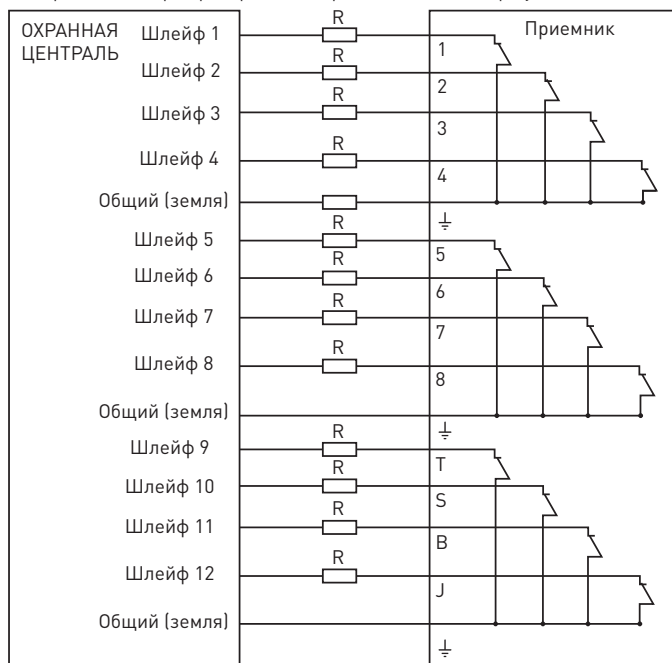 ОХРАННАЯ
ЦЕНТРАЛЬ
Приемник
Шлейф 1
R
1
Шлейф 2
R
2
Шлейф 3
R
3
Шлейф 4
R
4
Общий (земля)
Шлейф 5
R
5
Шлейф 6
R
6
Шлейф 7
R
7
Шлейф 8
R
8
Общий (земля)
Шлейф 9
R
T
Шлейф 10
R
S
Шлейф 11
R
B
Шлейф 12
R
J
Общий (земля)